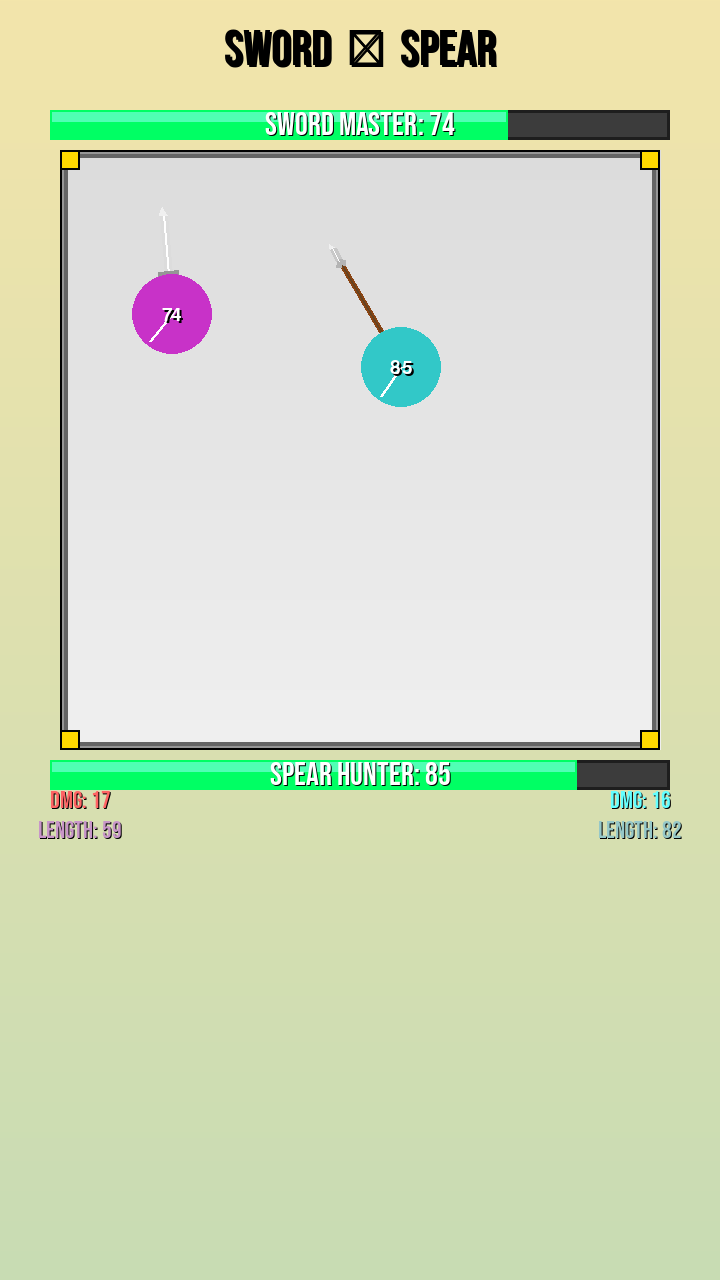 SWORD ☒ SPEAR
SWORD MASTER: 74
74
85
SPEAR HUNTER: 85
DMG: 17
DMG: 16
LENGTH: 59
LENGTH: 82